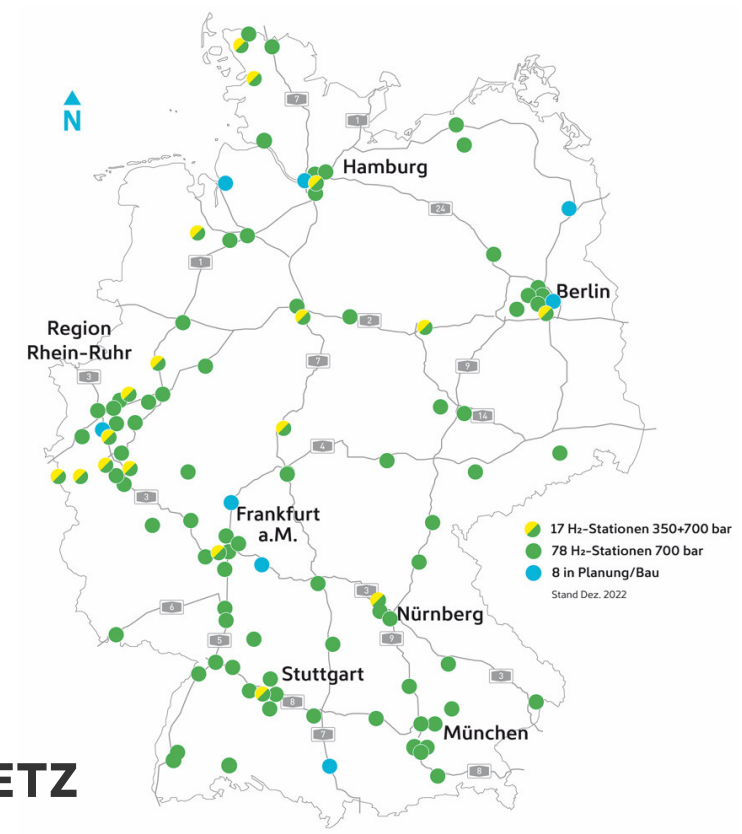 7
1
N
Hamburg
24
1
Berlin
2
Region
Rhein-Ruhr
3
7
9
14
4
3
Frankfurt
a.M.
17 H₂-Stationen 350+700 bar
78 H₂-Stationen 700 bar
8 in Planung/Bau
Stand Dez. 2022
3
6
Nürnberg
5
9
Stuttgart
3
8
7
München
8
ETZ